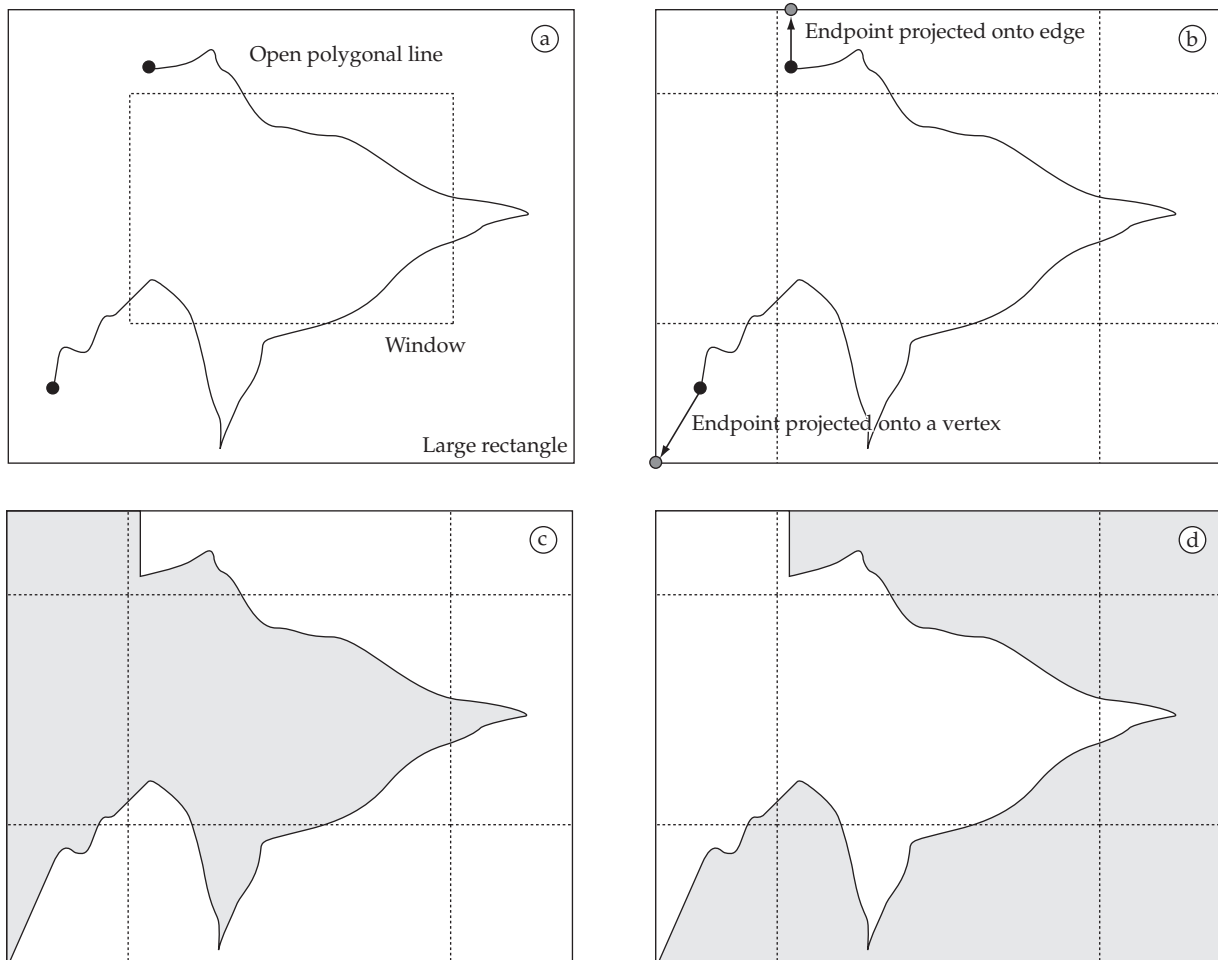 a
Open polygonal line
Window
Large rectangle
b
Endpoint projected onto edge
Endpoint projected onto a vertex
c
d